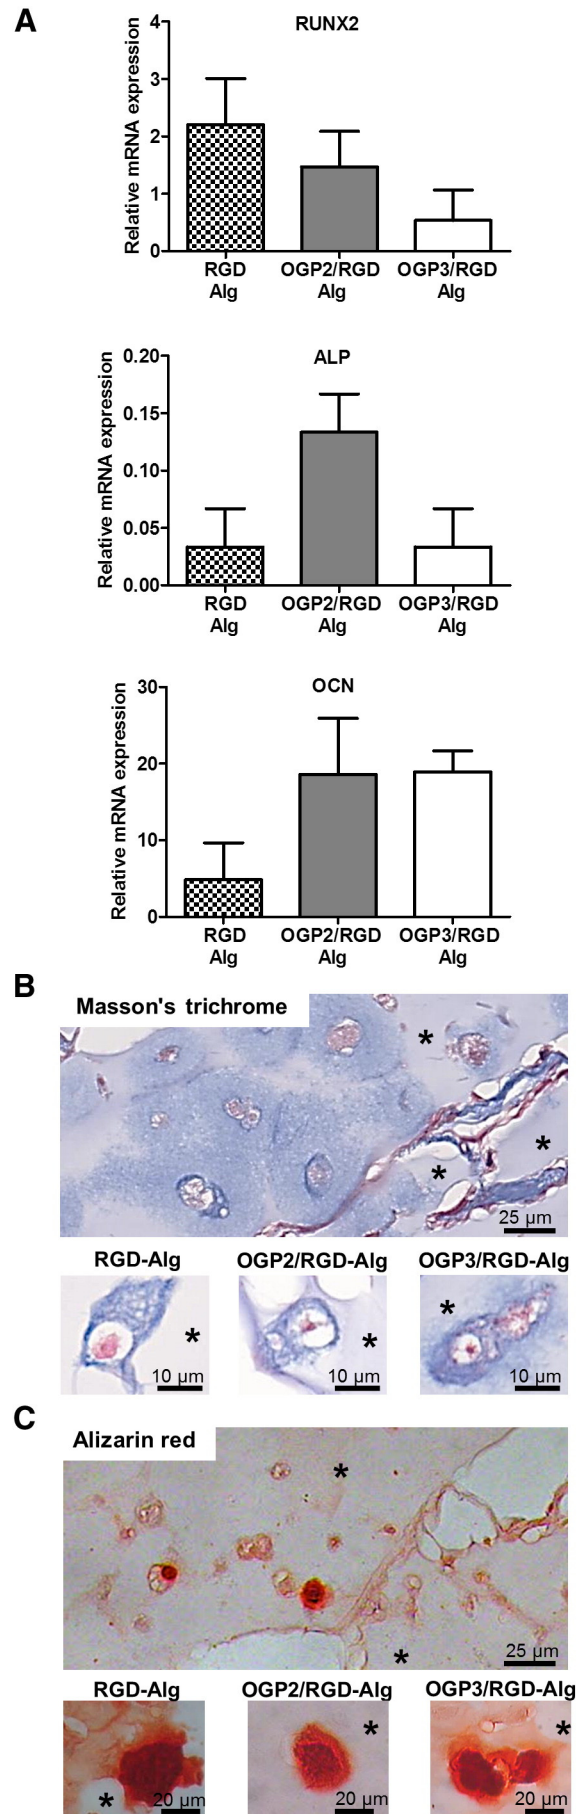 A
RUNX2
Relative mRNA expression
4
3
2
1
0
RGD
Alg
OGP2/RGD
Alg
OGP3/RGD
Alg
ALP
Relative mRNA expression
0.20
0.15
0.10
0.05
0.00
RGD
Alg
OGP2/RGD
Alg
OGP3/RGD
Alg
OCN
Relative mRNA expression
30
20
10
0
RGD
Alg
OGP2/RGD
Alg
OGP3/RGD
Alg
B
Masson's trichrome
*
*
*
25 µm
RGD-Alg
OGP2/RGD-Alg
OGP3/RGD-Alg
*
10 µm
*
10 µm
*
10 µm
C
Alizarin red
*
*
25 µm
RGD-Alg
OGP2/RGD-Alg
OGP3/RGD-Alg
*
20 µm
*
20 µm
*
20 µm